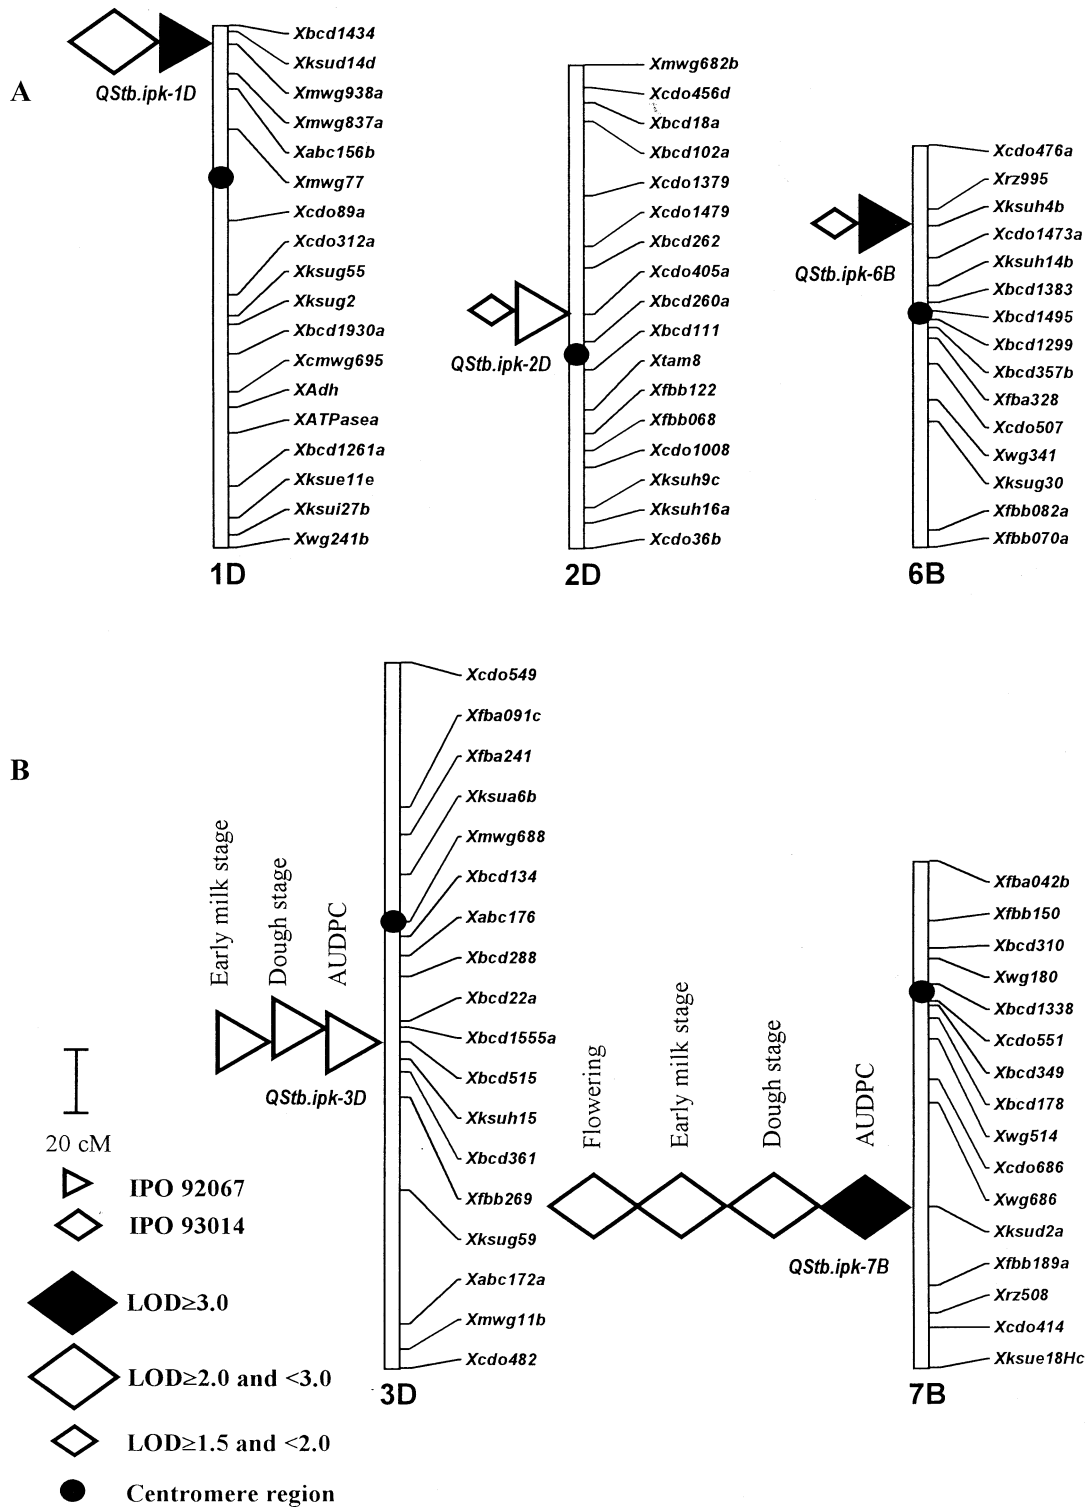 A
QStb.ipk-1D
Xbcd1434
Xksud14d
Xmwg938a
Xmwg837a
Xabc156b
Xmwg77
Xcdo89a
Xcdo312a
Xksug55
Xksug2
Xbcd1930a
Xcmwg695
XAdh
XATPasea
Xbcd1261a
Xksue11e
Xksui27b
Xwg241b
1D
QStb.ipk-2D
Xmwg682b
Xcdo456d
Xbcd18a
Xbcd102a
Xcdo1379
Xcdo1479
Xbcd262
Xcdo405a
Xbcd260a
Xbcd111
Xtam8
Xfbb122
Xfbb068
Xcdo1008
Xksuh9c
Xksuh16a
Xcdo36b
2D
QStb.ipk-6B
Xcdo476a
Xrz995
Xksuh4b
Xcdo1473a
Xksuh14b
Xbcd1383
Xbcd1495
Xbcd1299
Xbcd357b
Xfba328
Xcdo507
Xwg341
Xksug30
Xfbb082a
Xfbb070a
6B
B
Early milk stage
Dough stage
AUDPC
QStb.ipk-3D
Xcdo549
Xfba091c
Xfba241
Xksua6b
Xmwg688
Xbcd134
Xabc176
Xbcd288
Xbcd22a
Xbcd1555a
Xbcd515
Xksuh15
Xbcd361
Xfbb269
Xksug59
Xabc172a
Xmwg11b
Xcdo482
3D
Flowering
Early milk stage
Dough stage
AUDPC
QStb.ipk-7B
Xfba042b
Xfbb150
Xbcd310
Xwg180
Xbcd1338
Xcdo551
Xbcd349
Xbcd178
Xwg514
Xcdo686
Xwg686
Xksud2a
Xfbb189a
Xrz508
Xcdo414
Xksue18Hc
7B
20 cM
IPO 92067
IPO 93014
LOD≥3.0
LOD≥2.0 and <3.0
LOD≥1.5 and <2.0
Centromere region